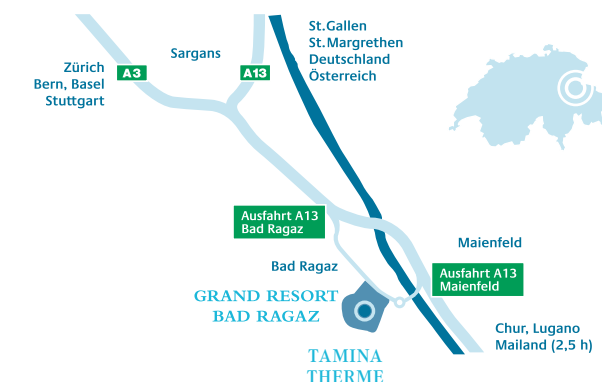 St.Gallen
St.Margrethen
Deutschland
Österreich
Sargans
Zürich
Bern, Basel
Stuttgart
A3
A13
Ausfahrt A13
Bad Ragaz
Maienfeld
Bad Ragaz
Ausfahrt A13
Maienfeld
GRAND RESORT
BAD RAGAZ
Chur, Lugano
Mailand (2,5 h)
TAMINA
THERME